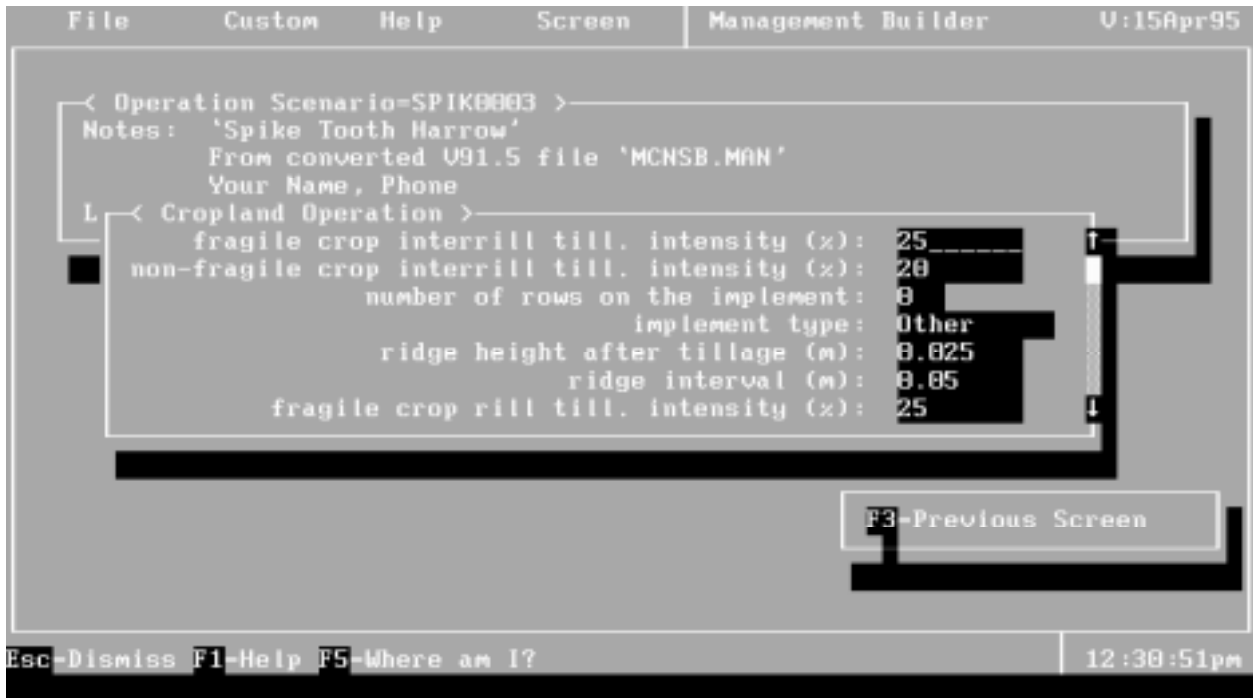 File Custom Help Screen Management Builder V:15Apr95
< Operation Scenario=SPIK0003 >
Notes: `Spike Tooth Harrow'
From converted V91.5 file `MCNSB.MAN'
Your Name, Phone
L < Cropland Operation >
fragile crop interrill till. intensity (%): 25______ ↑
non-fragile crop interrill till. intensity (%): 20
number of rows on the implement: 0
implement type: Other
ridge height after tillage (m): 0.025
ridge interval (m): 0.05
fragile crop rill till. intensity (%): 25 ↓
F3-Previous Screen
Esc-Dismiss F1-Help F5-Where am I? 12:30:51pm